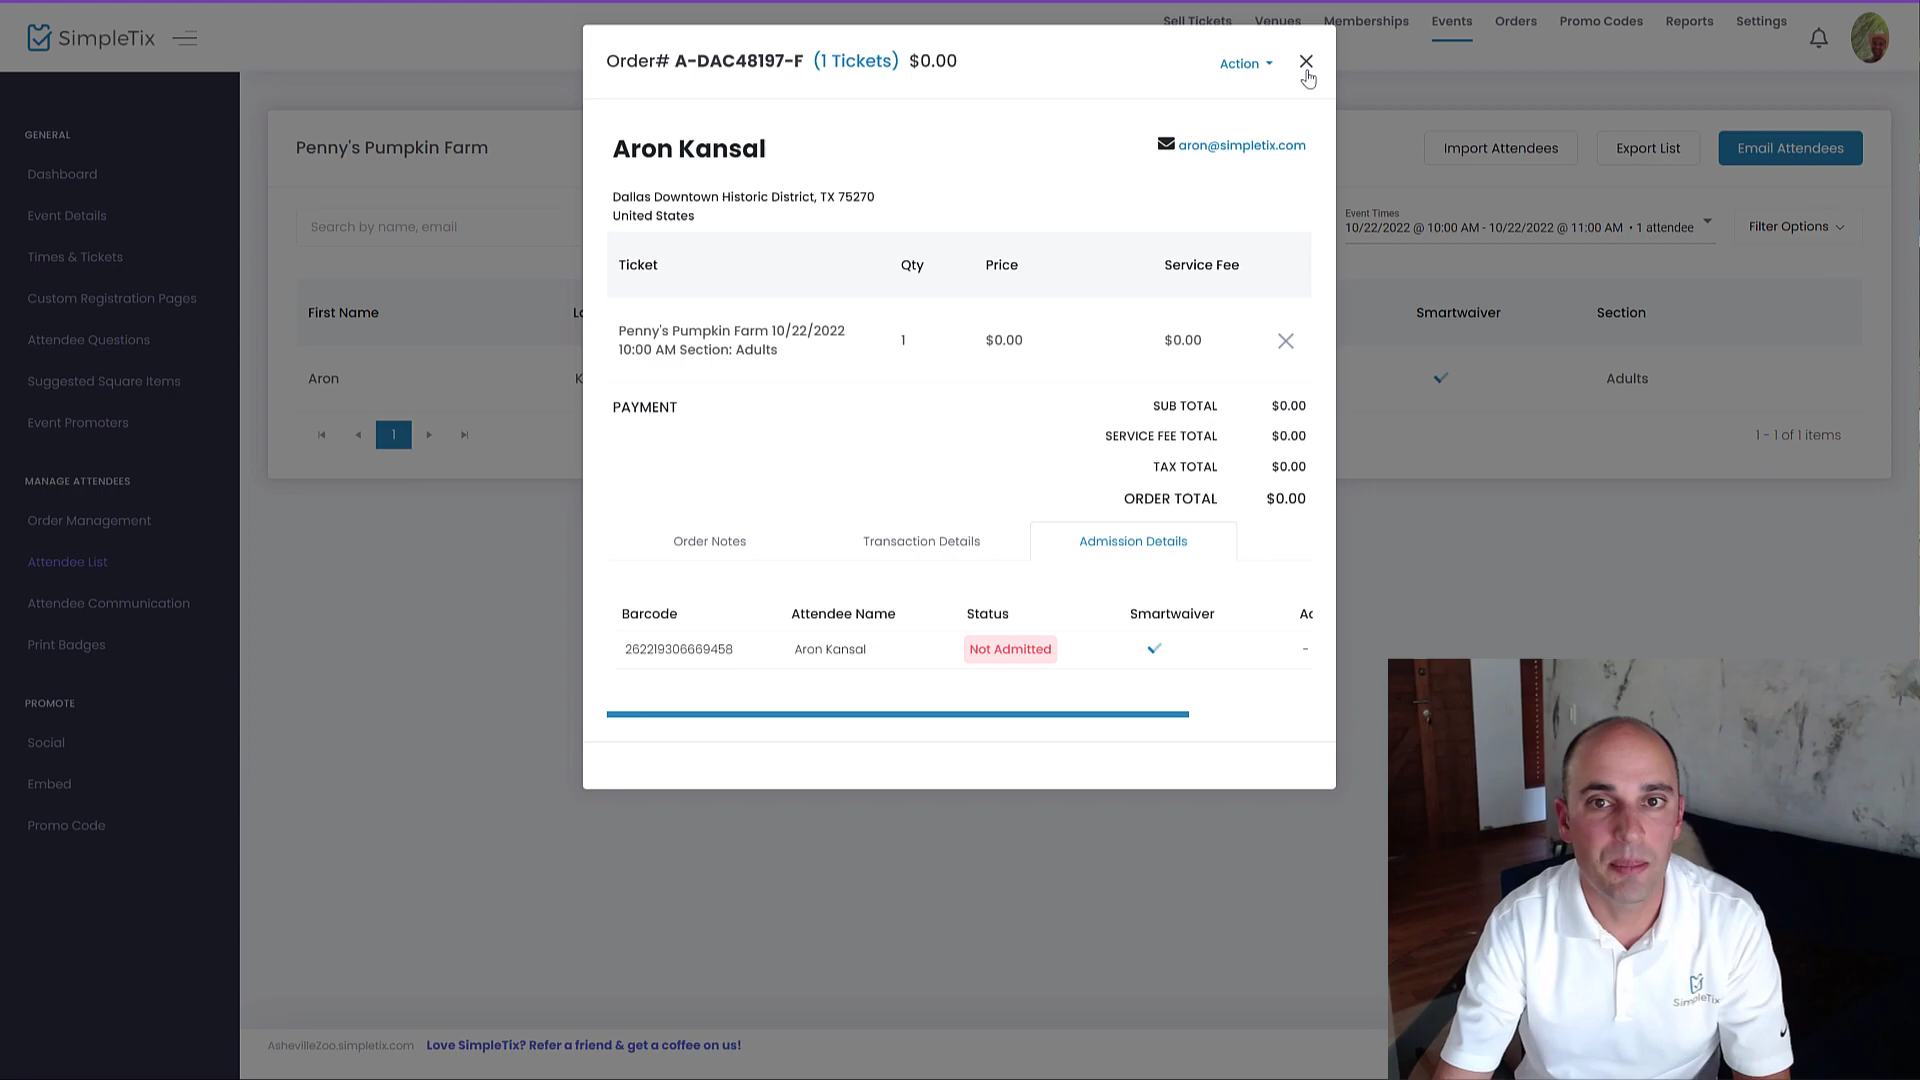 SimpleTix
Sell Tickets
Venues
Memberships
Events
Orders
Promo Codes
Reports
Settings
GENERAL
Dashboard
Event Details
Times & Tickets
Custom Registration Pages
Attendee Questions
Suggested Square Items
Event Promoters
MANAGE ATTENDEES
Order Management
Attendee List
Attendee Communication
Print Badges
PROMOTE
Social
Embed
Promo Code
Penny's Pumpkin Farm
Import Attendees
Export List
Email Attendees
Search by name, email
Event Times
10/22/2022 @ 10:00 AM - 10/22/2022 @ 11:00 AM • 1 attendee
Filter Options
First Name
Smartwaiver
Section
Aron
K
Adults
1
1 - 1 of 1 items
Order# A-DAC48197-F (1 Tickets) $0.00
Action
Aron Kansal
aron@simpletix.com
Dallas Downtown Historic District, TX 75270
United States
Ticket Qty Price Service Fee
Penny's Pumpkin Farm 10/22/2022
10:00 AM Section: Adults
1 $0.00 $0.00
PAYMENT
SUB TOTAL $0.00
SERVICE FEE TOTAL $0.00
TAX TOTAL $0.00
ORDER TOTAL $0.00
Order Notes Transaction Details Admission Details
Barcode Attendee Name Status Smartwaiver
262219306669458 Aron Kansal Not Admitted -
AshevilleZoo.simpletix.com Love SimpleTix? Refer a friend & get a coffee on us!
SimpleTix